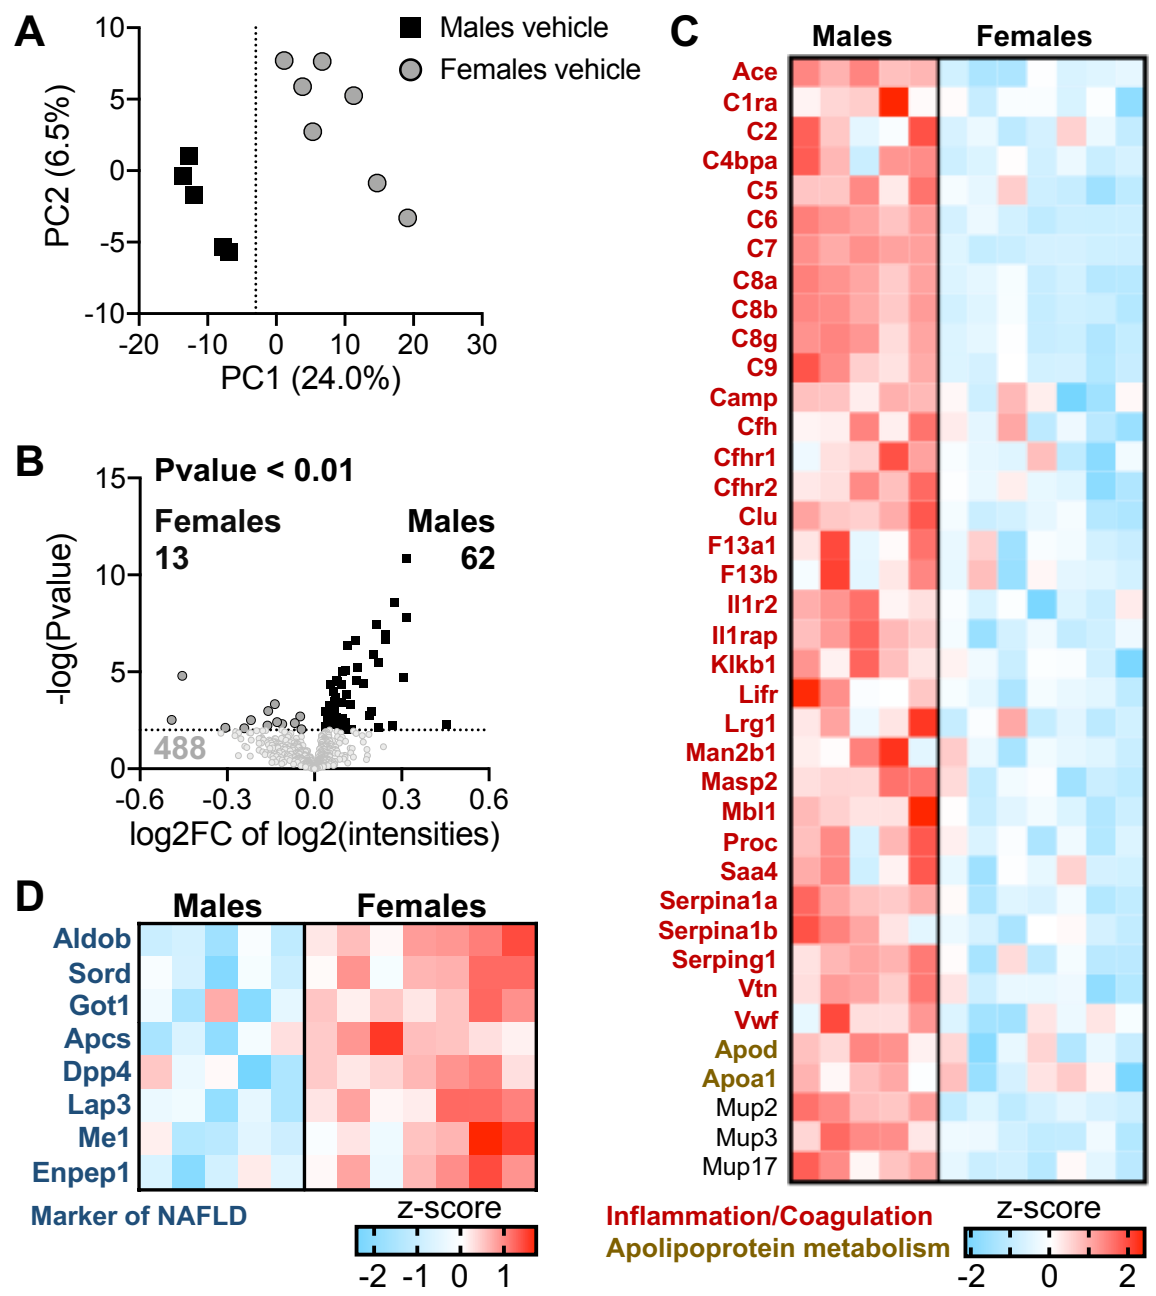 A
Males vehicle
Females vehicle
10
5
0
-5
-10
PC2 (6.5%)
-20 -10 0 10 20 30
PC1 (24.0%)
B
Pvalue < 0.01
Females
13
Males
62
15
10
5
0
-log(Pvalue)
488
-0.6 -0.3 0.0 0.3 0.6
log2FC of log2(intensities)
C
Males Females
Ace
C1ra
C2
C4bpa
C5
C6
C7
C8a
C8b
C8g
C9
Camp
Cfh
Cfhr1
Cfhr2
Clu
F13a1
F13b
Il1r2
Il1rap
Klkb1
Lifr
Lrg1
Man2b1
Masp2
Mbl1
Proc
Saa4
Serpina1a
Serpina1b
Serping1
Vtn
Vwf
Apod
Apoa1
Mup2
Mup3
Mup17
Inflammation/Coagulation
Apolipoprotein metabolism
z-score
-2 0 2
D
Males Females
Aldob
Sord
Got1
Apcs
Dpp4
Lap3
Me1
Enpep1
Marker of NAFLD
z-score
-2 -1 0 1